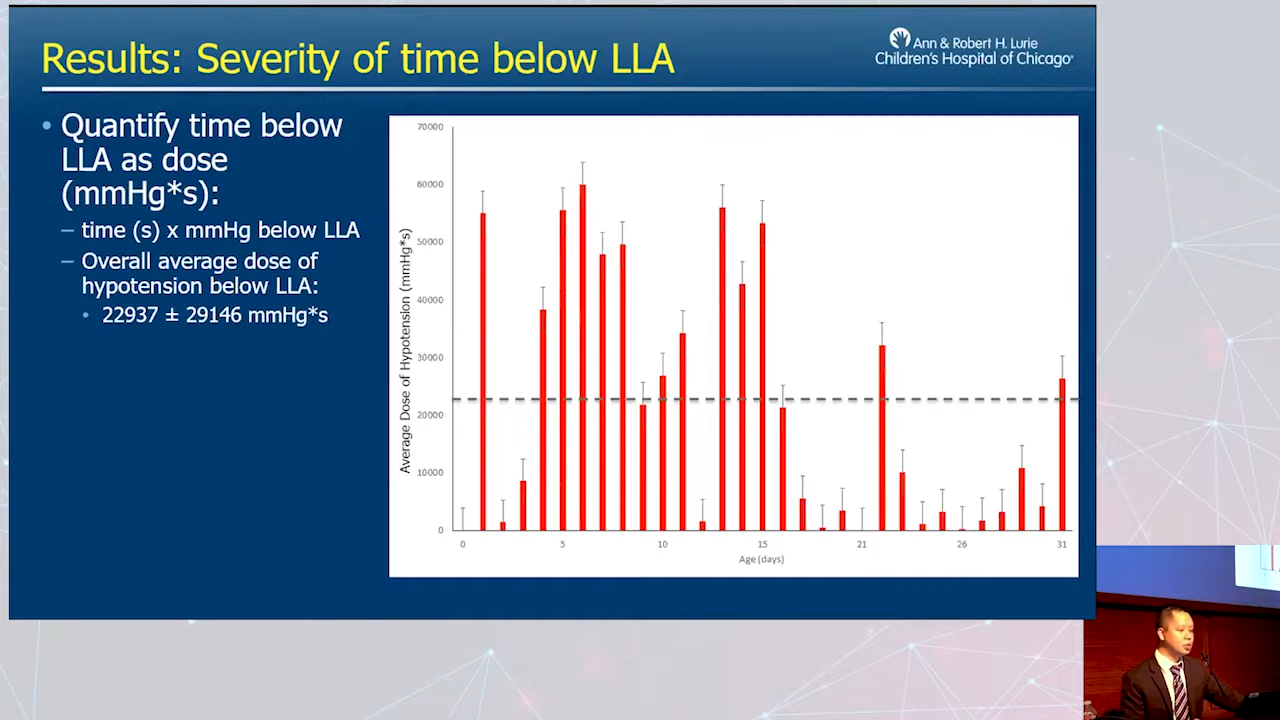 Results: Severity of time below LLA
Ann & Robert H. Lurie
Children's Hospital of Chicago®
• Quantify time below
LLA as dose
(mmHg*s):
– time (s) x mmHg below LLA
– Overall average dose of
hypotension below LLA:
• 22937 ± 29146 mmHg*s
Average Dose of Hypotension (mmHg*s)
70000
60000
50000
40000
30000
20000
10000
0
0 5 10 15 21 26 31
Age (days)